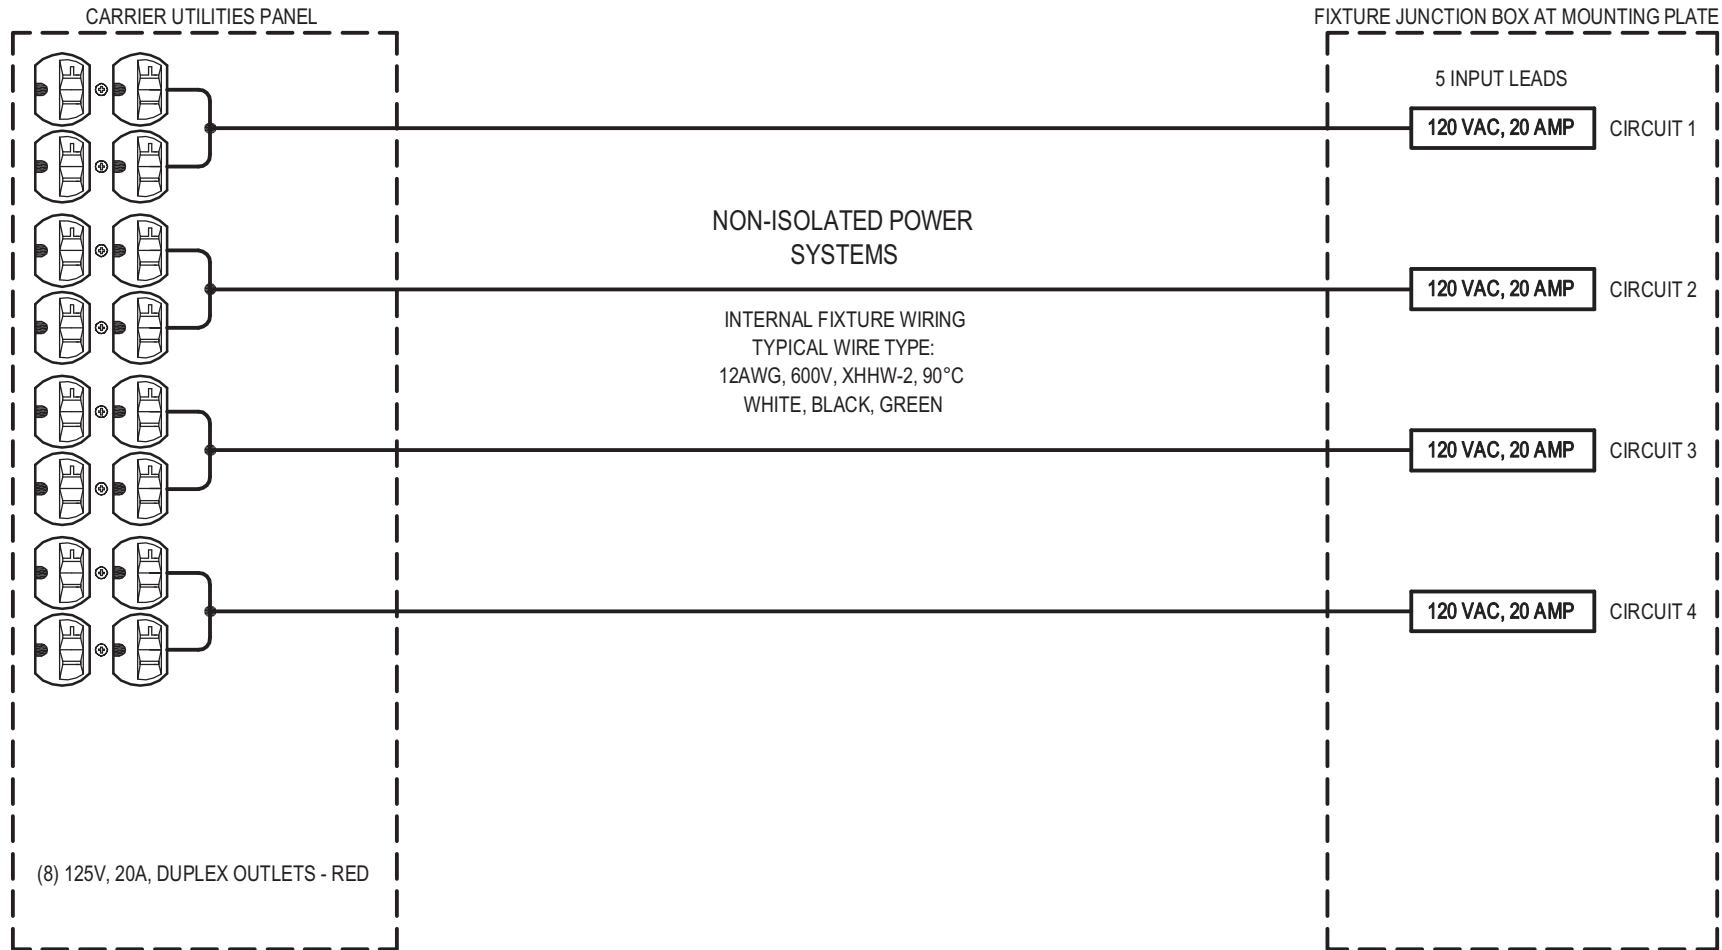 CARRIER UTILITIES PANEL
FIXTURE JUNCTION BOX AT MOUNTING PLATE
5 INPUT LEADS
120 VAC, 20 AMP CIRCUIT 1
NON-ISOLATED POWER
SYSTEMS
120 VAC, 20 AMP CIRCUIT 2
INTERNAL FIXTURE WIRING
TYPICAL WIRE TYPE:
12AWG, 600V, XHHW-2, 90°C
WHITE, BLACK, GREEN
120 VAC, 20 AMP CIRCUIT 3
120 VAC, 20 AMP CIRCUIT 4
(8) 125V, 20A, DUPLEX OUTLETS - RED